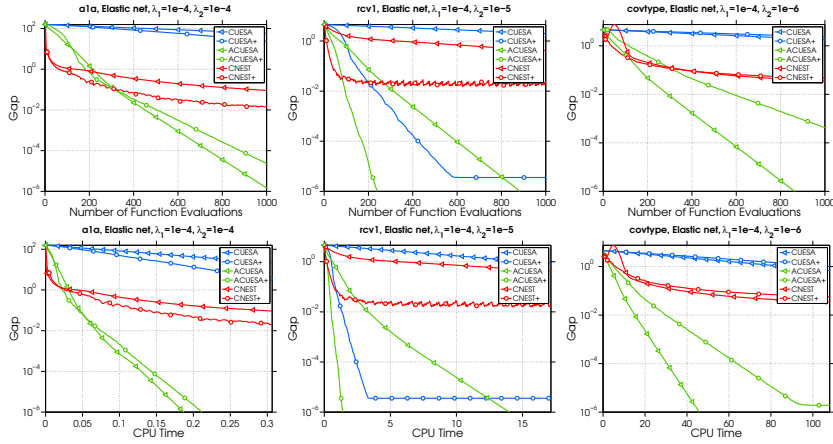 a1a, Elastic net, λ1=1e-4, λ2=1e-4
10^2
10^0
10^-2
10^-4
10^-6
Gap
0 200 400 600 800 1000
Number of Function Evaluations
CUESA
CUESA+
ACUESA
ACUESA+
CNEST
CNEST+
rcv1, Elastic net, λ1=1e-4, λ2=1e-5
10^0
10^-2
10^-4
10^-6
Gap
0 200 400 600 800 1000
Number of Function Evaluations
CUESA
CUESA+
ACUESA
ACUESA+
CNEST
CNEST+
covtype, Elastic net, λ1=1e-4, λ2=1e-6
10^0
10^-2
10^-4
10^-6
Gap
0 200 400 600 800 1000
Number of Function Evaluations
CUESA
CUESA+
ACUESA
ACUESA+
CNEST
CNEST+
a1a, Elastic net, λ1=1e-4, λ2=1e-4
10^2
10^0
10^-2
10^-4
10^-6
Gap
0 0.05 0.1 0.15 0.2 0.25 0.3
CPU Time
CUESA
CUESA+
ACUESA
ACUESA+
CNEST
CNEST+
rcv1, Elastic net, λ1=1e-4, λ2=1e-5
10^0
10^-2
10^-4
10^-6
Gap
0 5 10 15
CPU Time
CUESA
CUESA+
ACUESA
ACUESA+
CNEST
CNEST+
covtype, Elastic net, λ1=1e-4, λ2=1e-6
10^0
10^-2
10^-4
10^-6
Gap
0 20 40 60 80 100
CPU Time
CUESA
CUESA+
ACUESA
ACUESA+
CNEST
CNEST+